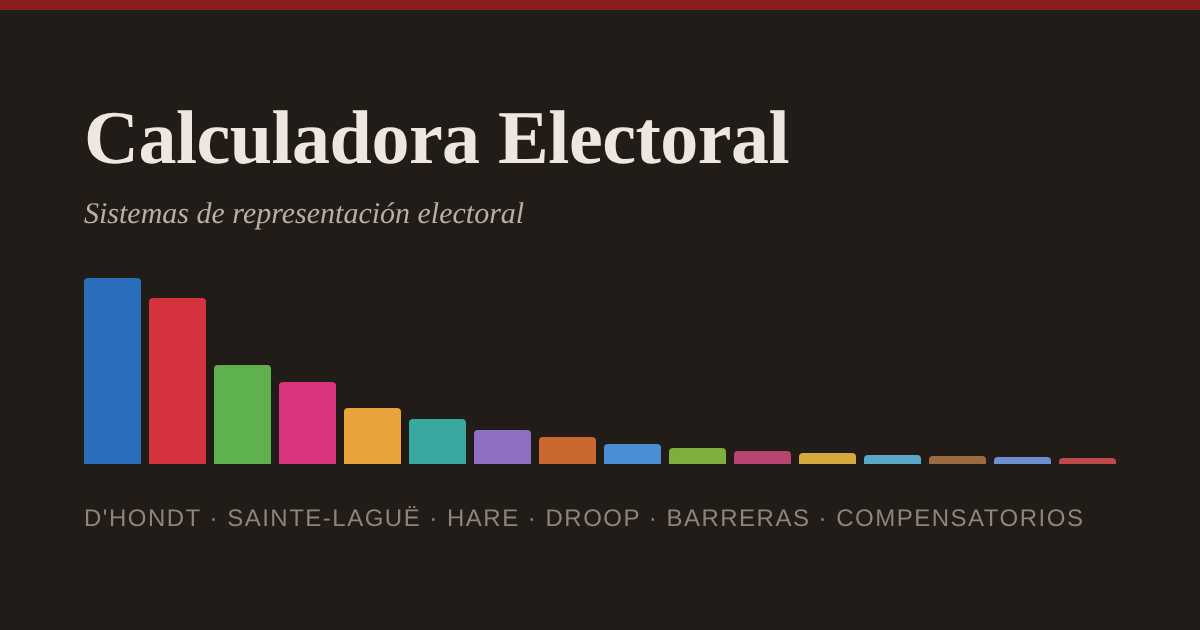 Calculadora Electoral
Sistemas de representación electoral
D'HONDT · SAINTE-LAGUË · HARE · DROOP · BARRERAS · COMPENSATORIOS